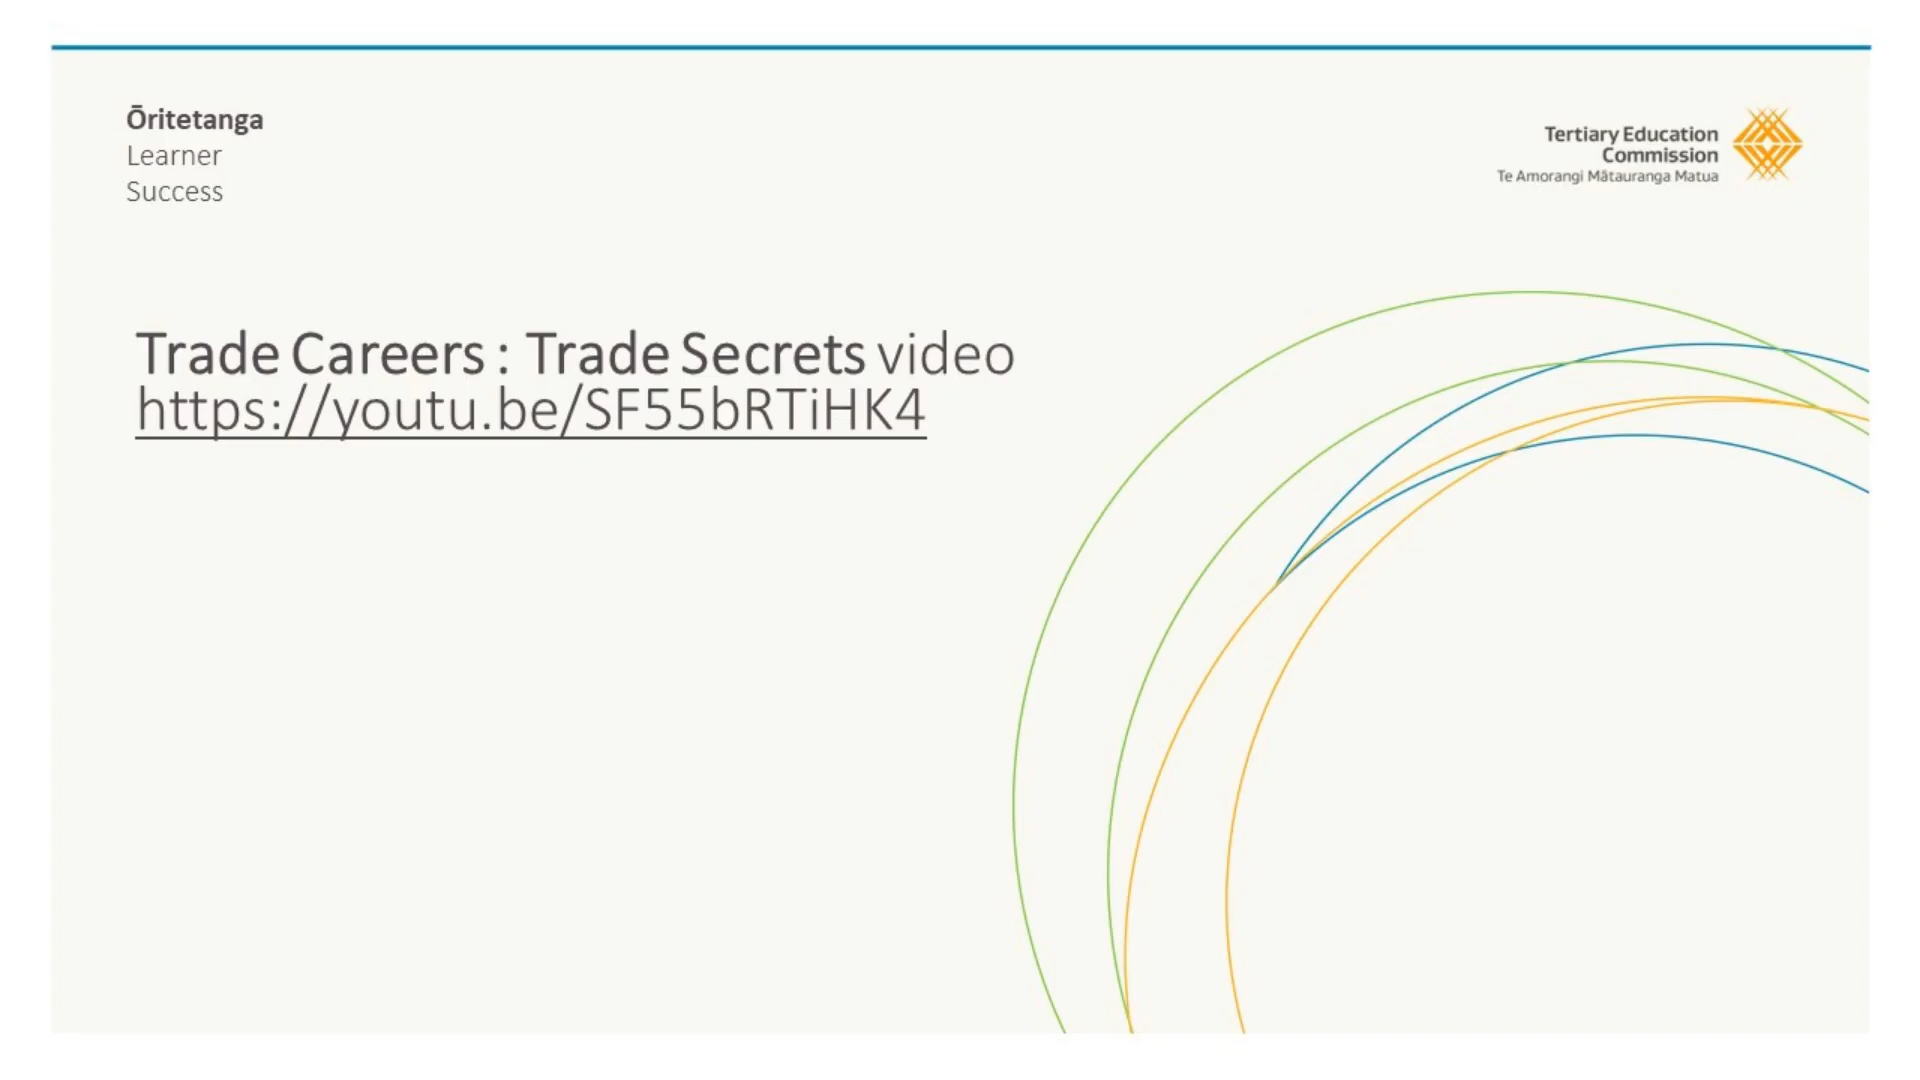 Ōritetanga
Learner
Success
Tertiary Education
Commission
Te Amorangi Mātauranga Matua
Trade Careers : Trade Secrets video
https://youtu.be/SF55bRTiHK4